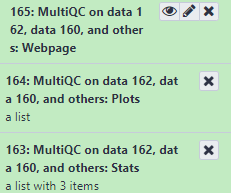 165: MultiQC on data 1
62, data 160, and other
s: Webpage
164: MultiQC on data 162, dat
a 160, and others: Plots
a list
163: MultiQC on data 162, dat
a 160, and others: Stats
a list with 3 items